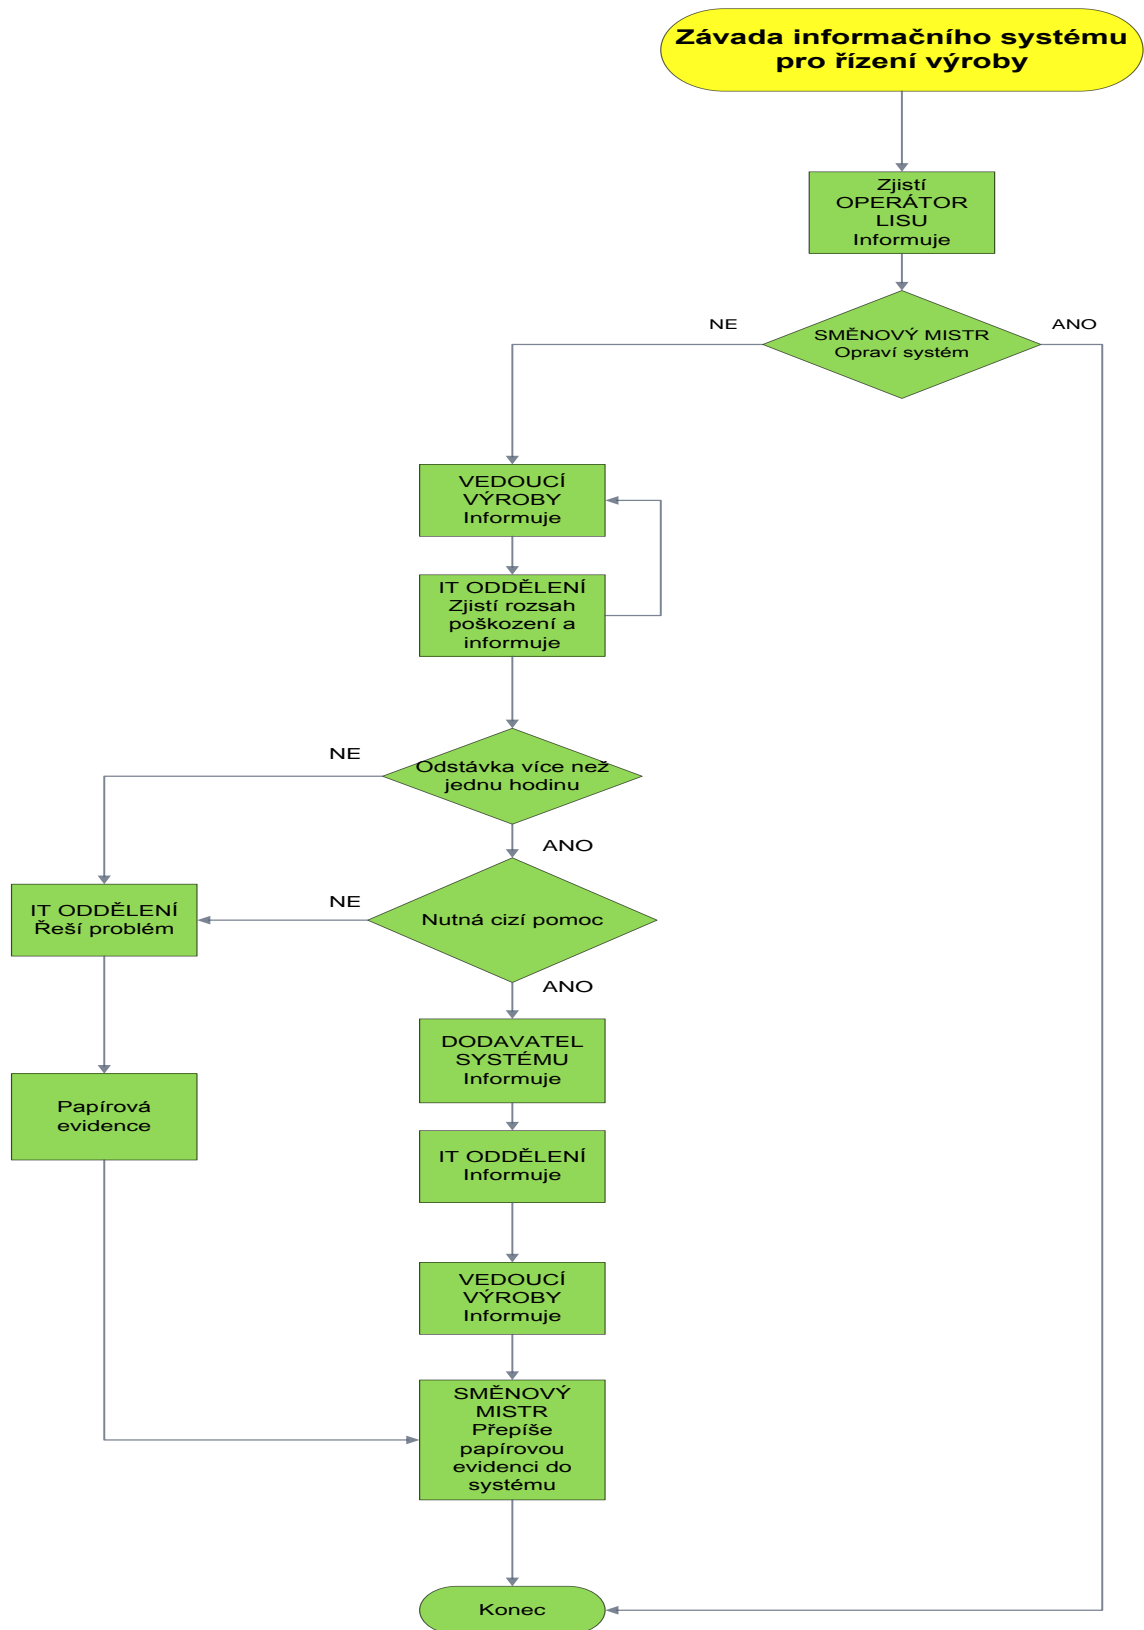 Závada informačního systému
pro řízení výroby
Zjistí
OPERÁTOR
LISU
Informuje
NE
ANO
SMĚNOVÝ MISTR
Opraví systém
VEDOUCÍ
VÝROBY
Informuje
IT ODDĚLENÍ
Zjistí rozsah
poškození a
informuje
NE
Odstávka více než
jednu hodinu
ANO
IT ODDĚLENÍ
Řeší problém
NE
Nutná cizí pomoc
ANO
DODAVATEL
SYSTÉMU
Informuje
Papírová
evidence
IT ODDĚLENÍ
Informuje
VEDOUCÍ
VÝROBY
Informuje
SMĚNOVÝ
MISTR
Přepíše
papírovou
evidenci do
systému
Konec